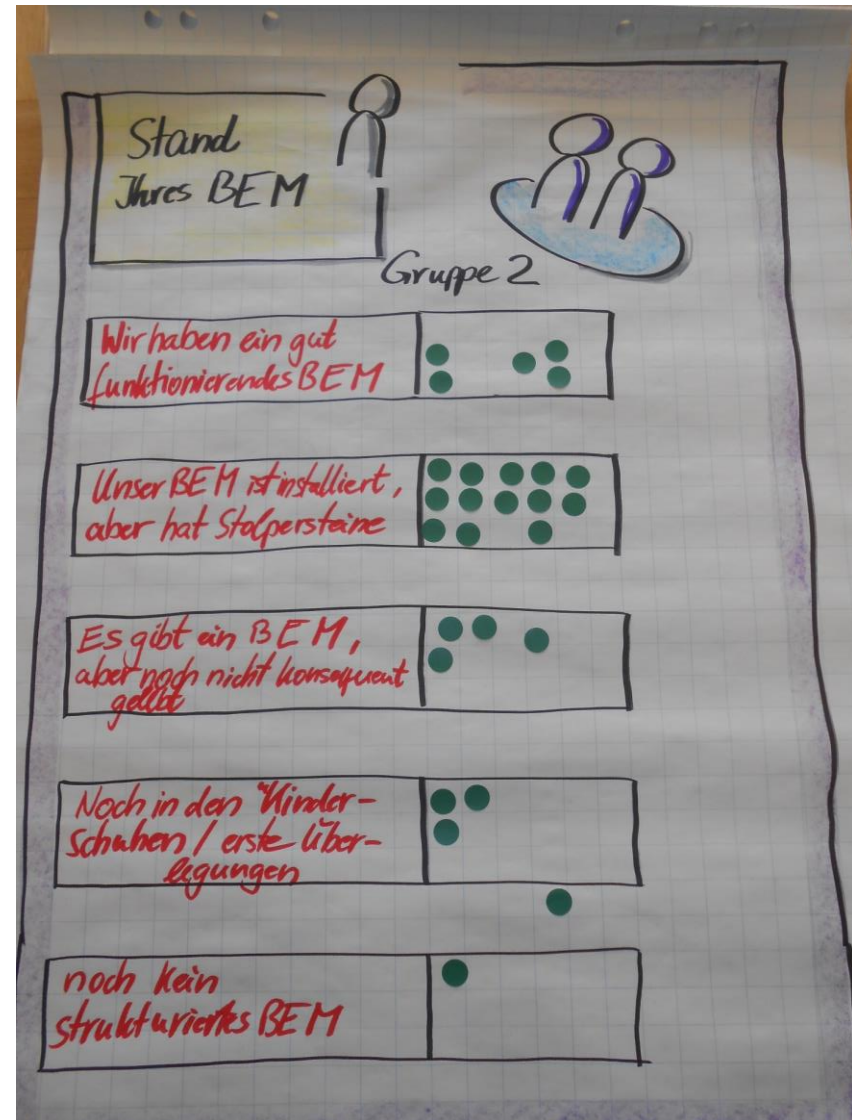 Stand
Ihres BEM
Gruppe 2
Wir haben ein gut
funktionierendes BEM
Unser BEM ist installiert,
aber hat Stolpersteine
Es gibt ein BEM,
aber noch nicht konsequent
gelebt
Noch in den Kinder-
schuhen / erste Über-
legungen
noch kein
strukturiertes BEM